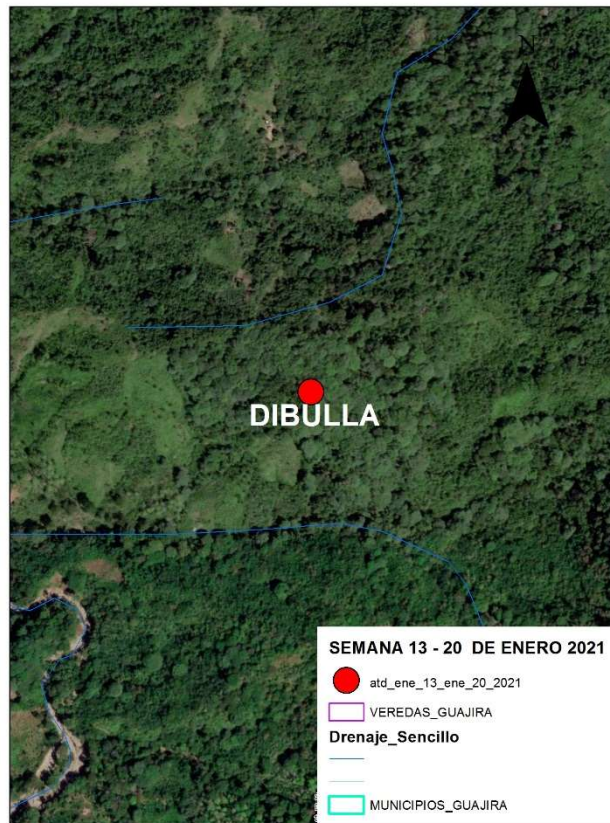 N
DIBULLA
SEMANA 13 - 20 DE ENERO 2021
atd_ene_13_ene_20_2021
VEREDAS_GUAJIRA
Drenaje_Sencillo
MUNICIPIOS_GUAJIRA